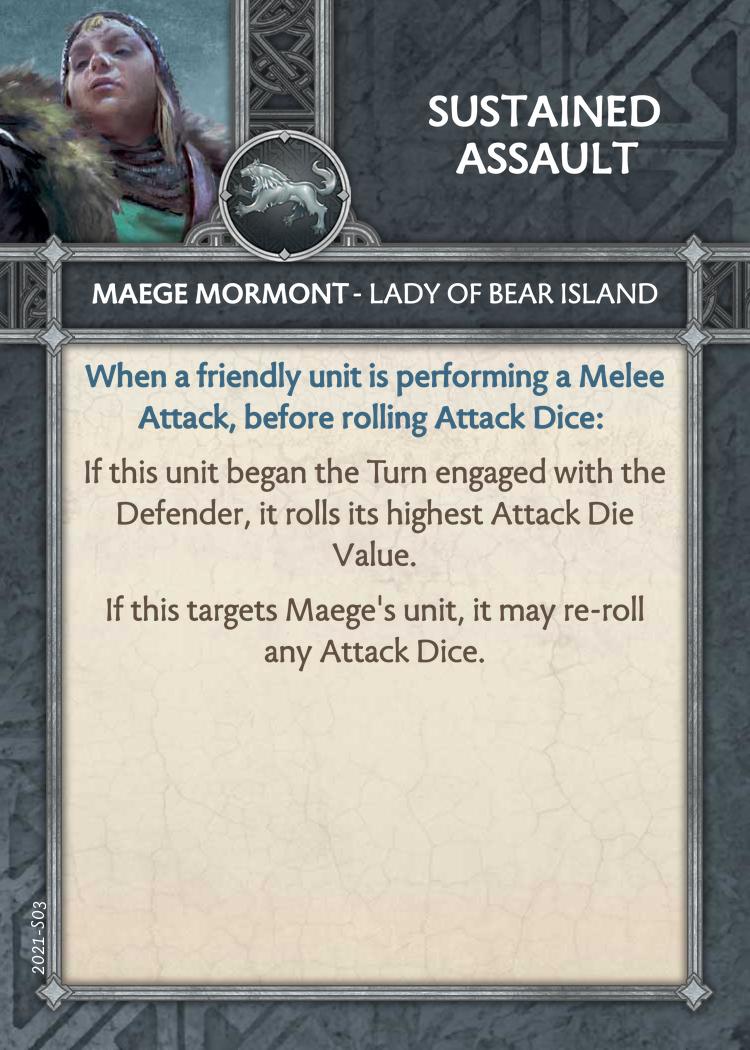 SUSTAINED
ASSAULT
MAEGE MORMONT - LADY OF BEAR ISLAND
When a friendly unit is performing a Melee
Attack, before rolling Attack Dice:
If this unit began the Turn engaged with the
Defender, it rolls its highest Attack Die
Value.
If this targets Maege's unit, it may re-roll
any Attack Dice.
2021-S03